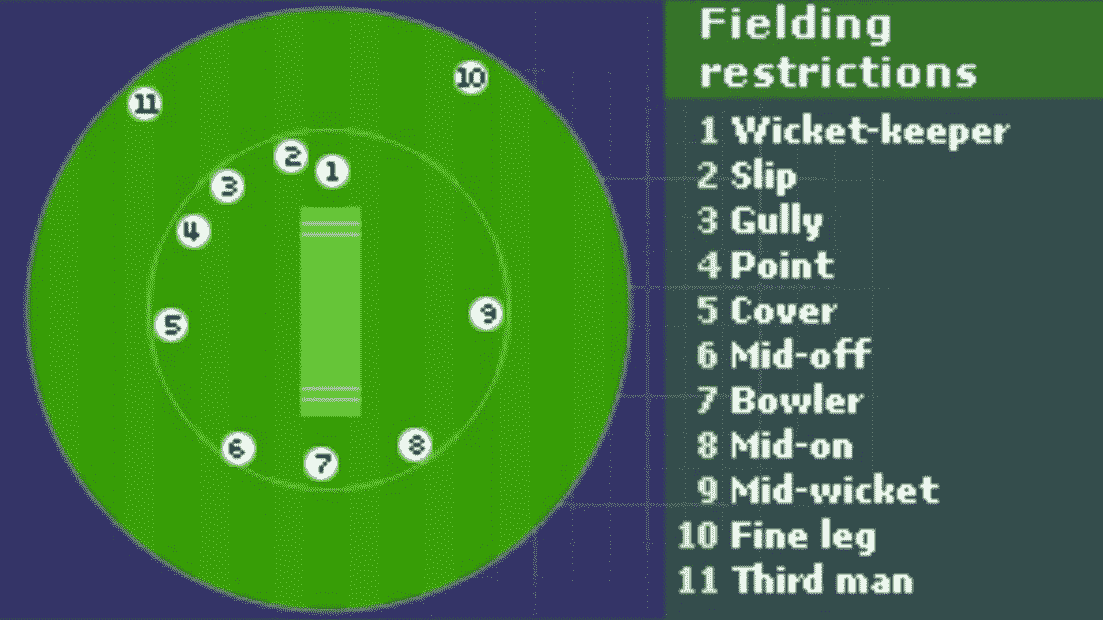 Fielding
restrictions
1 Wicket-keeper
2 Slip
3 Gully
4 Point
5 Cover
6 Mid-off
7 Bowler
8 Mid-on
9 Mid-wicket
10 Fine leg
11 Third man
10
11
2
1
3
4
9
5
8
6
7